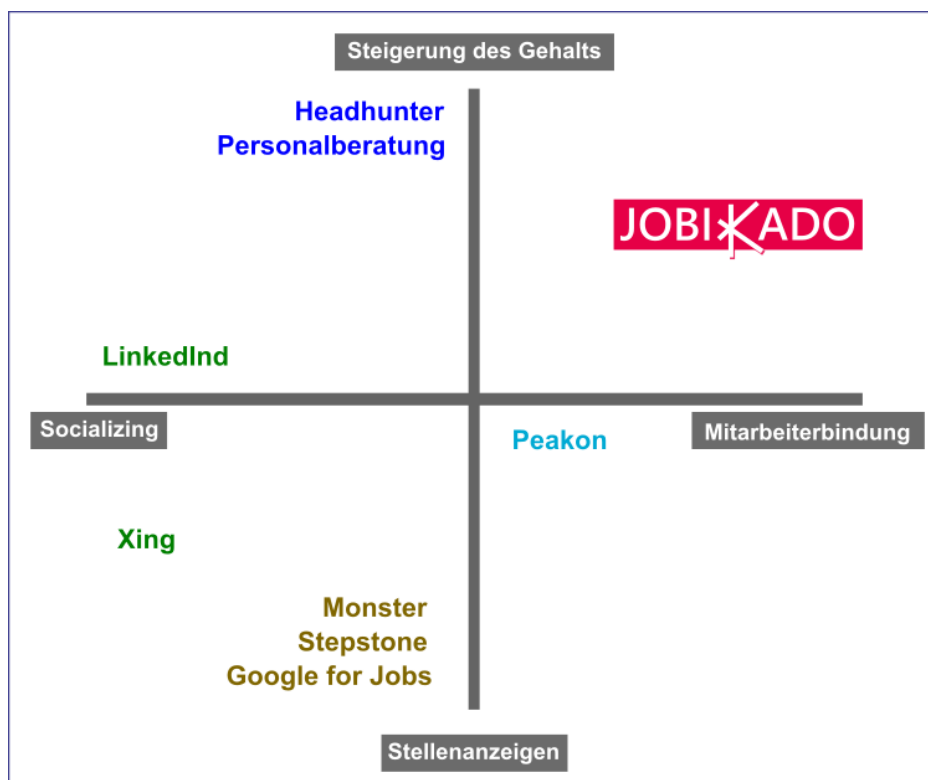 Steigerung des Gehalts
Headhunter
Personalberatung
JOBIKADO
LinkedInd
Socializing
Mitarbeiterbindung
Peakon
Xing
Monster
Stepstone
Google for Jobs
Stellenanzeigen